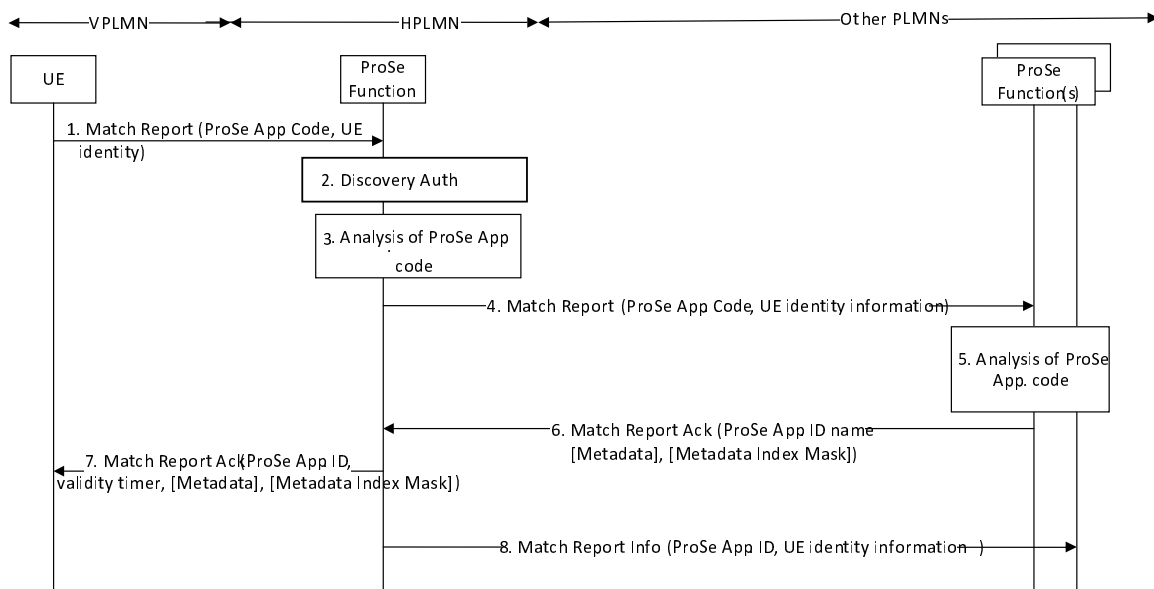 VPLMN
HPLMN
Other PLMNs
UE
ProSe
Function
ProSe
Function(s)
1. Match Report (ProSe App Code, UE
identity)
2. Discovery Auth
3. Analysis of ProSe App
code
4. Match Report (ProSe App Code, UE identity information)
5. Analysis of ProSe
App. code
6. Match Report Ack (ProSe App ID name
[Metadata], [Metadata Index Mask])
7. Match Report Ack(ProSe App ID,
validity timer, [Metadata], [Metadata Index Mask])
8. Match Report Info (ProSe App ID, UE identity information )